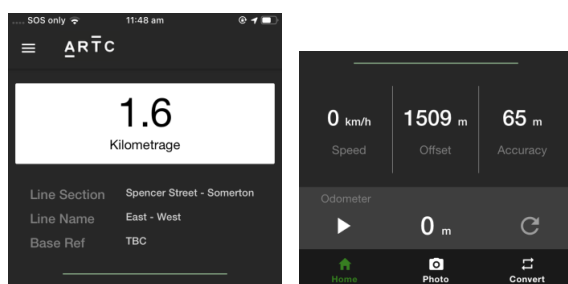 .... SOS only 11:48 am
ARTC
1.6
Kilometrage
Line Section Spencer Street - Somerton
Line Name East - West
Base Ref TBC
0 km/h 1509 m 65 m
Speed Offset Accuracy
Odometer
0 m
Home Photo Convert